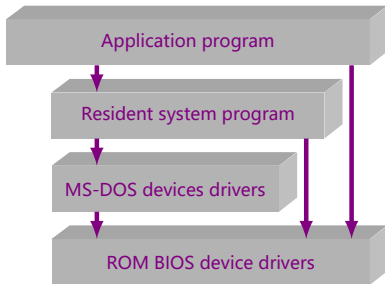 Application program
Resident system program
MS-DOS devices drivers
ROM BIOS device drivers